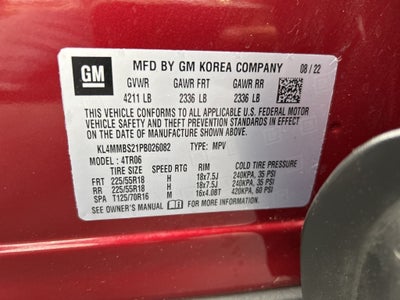 GM
MFD BY GM KOREA COMPANY 08 / 22
GVWR GAWR FRT GAWR RR
4211 LB 2336 LB 2336 LB
THIS VEHICLE CONFORMS TO ALL APPLICABLE U.S. FEDERAL MOTOR
VEHICLE SAFETY AND THEFT PREVENTION STANDARDS IN EFFECT
ON THE DATE OF MANUFACTURE SHOWN ABOVE.
KL4MMBS21PB026082 TYPE: MPV
MODEL: 4TR06
TIRE SIZE SPEED RTG RIM COLD TIRE PRESSURE
FRT 225/55R18 H 18x7.5J 240KPA, 35 PSI
RR 225/55R18 H 18x7.5J 240KPA, 35 PSI
SPA T125/70R16 M 16x4.08T 420KPA, 60 PSI
SEE OWNER'S MANUAL FOR MORE INFORMATION.